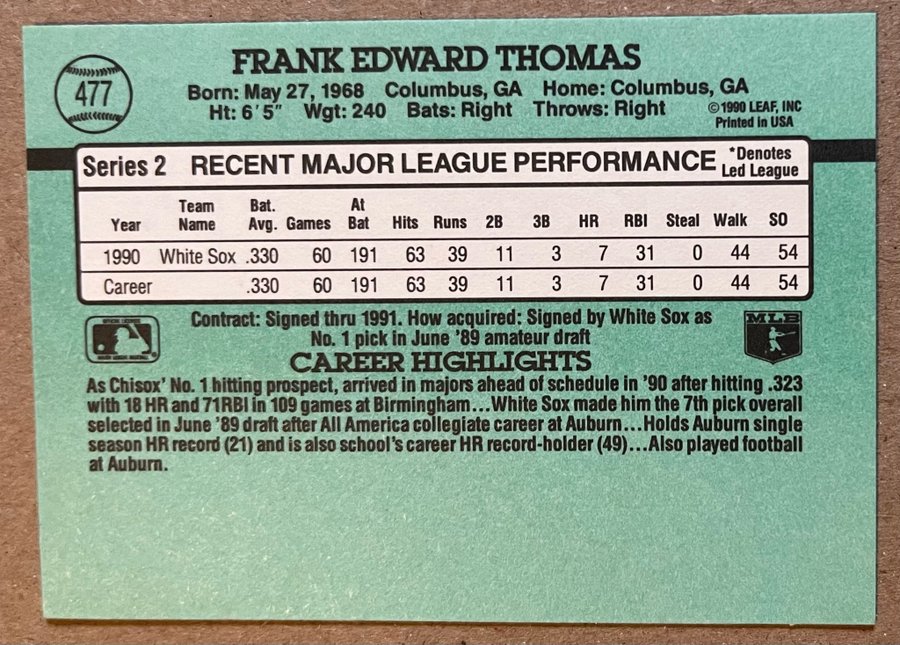 FRANK EDWARD THOMAS
477
Born: May 27, 1968 Columbus, GA Home: Columbus, GA
Ht: 6'5" Wgt: 240 Bats: Right Throws: Right
©1990 LEAF, INC
Printed in USA
Series 2 RECENT MAJOR LEAGUE PERFORMANCE *Denotes
Led League
Year Team Name Bat. Avg. Games At Bat Hits Runs 2B 3B HR RBI Steal Walk SO
1990 White Sox .330 60 191 63 39 11 3 7 31 0 44 54
Career .330 60 191 63 39 11 3 7 31 0 44 54
Contract: Signed thru 1991. How acquired: Signed by White Sox as
No. 1 pick in June '89 amateur draft
MLB
CAREER HIGHLIGHTS
As Chisox' No. 1 hitting prospect, arrived in majors ahead of schedule in '90 after hitting .323
with 18 HR and 71RBI in 109 games at Birmingham...White Sox made him the 7th pick overall
selected in June '89 draft after All America collegiate career at Auburn...Holds Auburn single
season HR record (21) and is also school's career HR record-holder (49)...Also played football
at Auburn.